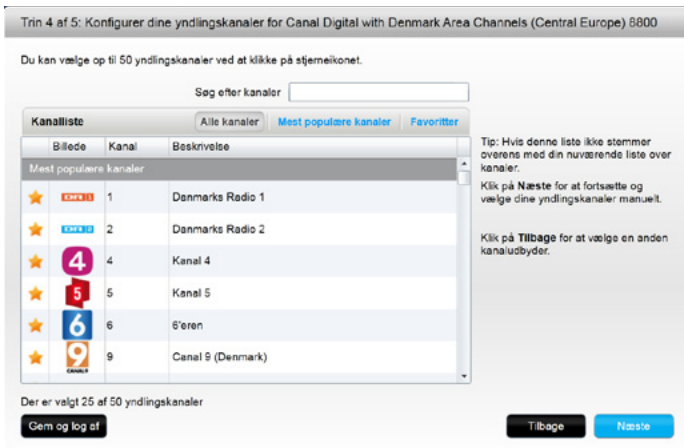 Trin 4 af 5: Konfigurer dine yndlingskanaler for Canal Digital with Denmark Area Channels (Central Europe) 8800
Du kan vælge op til 50 yndlingskanaler ved at klikke på stjerneikonet.
Søg efter kanaler
Kanalliste Alle kanaler Mest populære kanaler Favoritter
Billede Kanal Beskrivelse
Mest populære kanaler
DR 1 1 Danmarks Radio 1
2 Danmarks Radio 2
4 4 Kanal 4
5 5 Kanal 5
6 6 6'eren
9 CANAL9 9 Canal 9 (Denmark)
Tip: Hvis denne liste ikke stemmer
overens med din nuværende liste over
kanaler.
Klik på Næste for at fortsætte og
vælge dine yndlingskanaler manuelt.
Klik på Tilbage for at vælge en anden
kanaludbyder.
Der er valgt 25 af 50 yndlingskanaler
Gem og log af Tilbage Næste